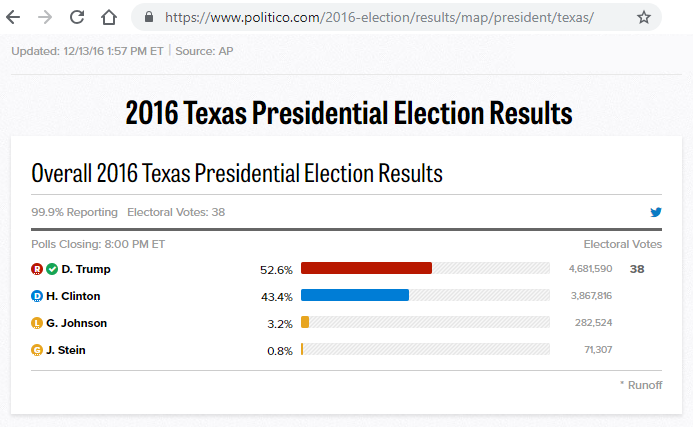 https://www.politico.com/2016-election/results/map/president/texas/
Updated: 12/13/16 1:57 PM ET | Source: AP
2016 Texas Presidential Election Results
Overall 2016 Texas Presidential Election Results
99.9% Reporting Electoral Votes: 38
Polls Closing: 8:00 PM ET Electoral Votes
R D. Trump 52.6% 4,681,590 38
D H. Clinton 43.4% 3,867,816
L G. Johnson 3.2% 282,524
G J. Stein 0.8% 71,307
* Runoff